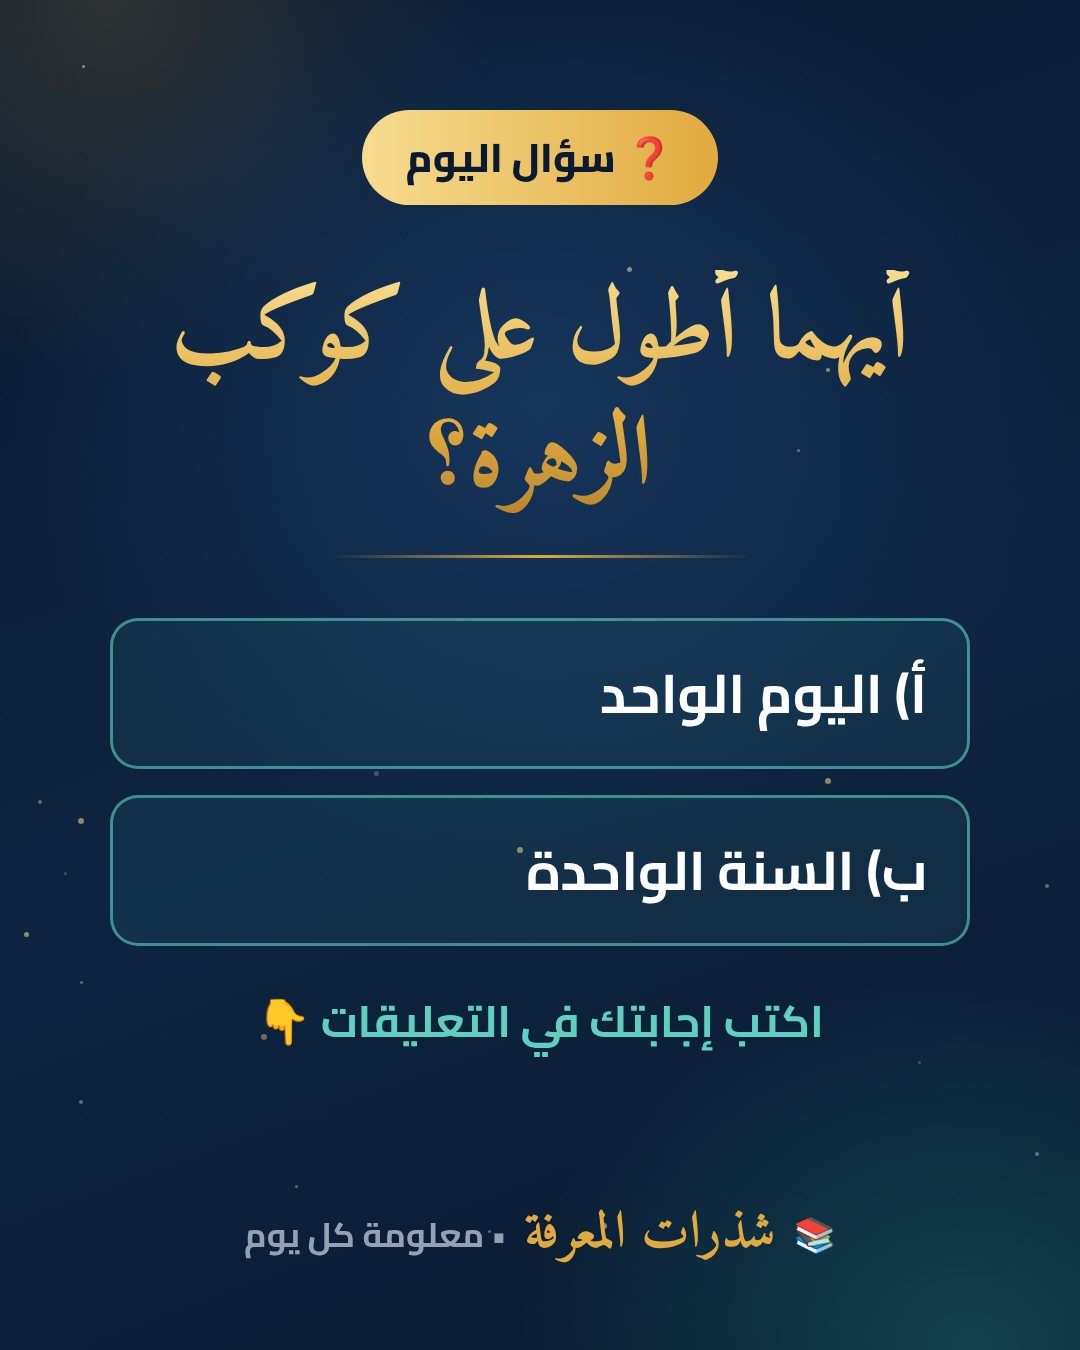 ❓ سؤال اليوم
أيهما أطول على كوكب
الزهرة؟
أ) اليوم الواحد
ب) السنة الواحدة
اكتب إجابتك في التعليقات 👇
📚 شذرات المعرفة ▪ معلومة كل يوم